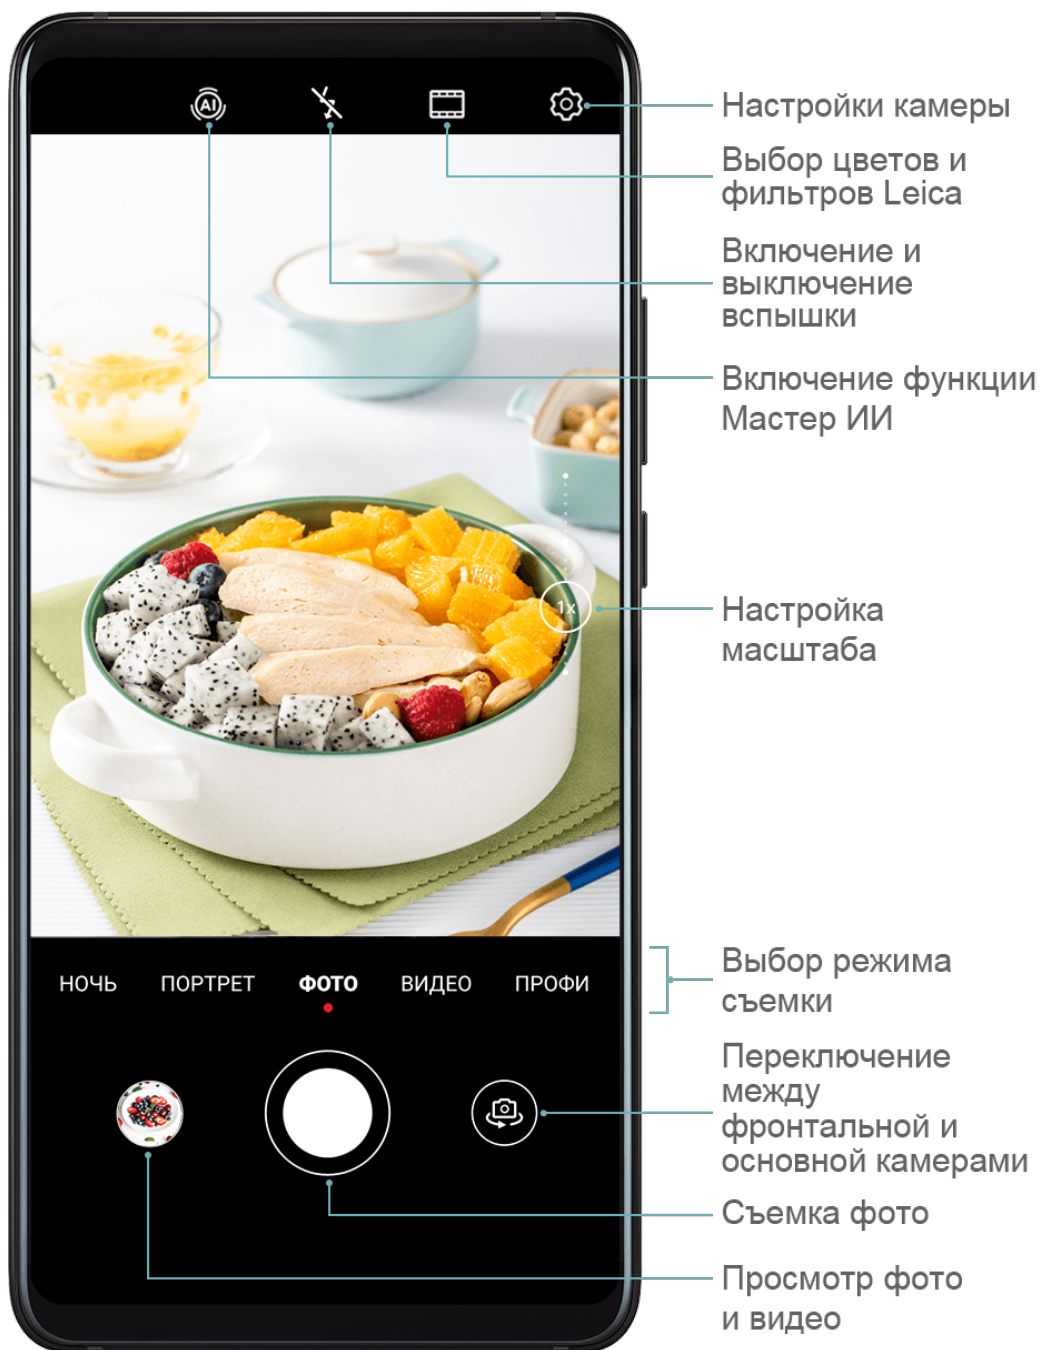 AI
Настройки камеры
Выбор цветов и
фильтров Leica
Включение и
выключение
вспышки
Включение функции
Мастер ИИ
1x
Настройка
масштаба
НОЧЬ ПОРТРЕТ ФОТО ВИДЕО ПРОФИ
Выбор режима
съемки
Переключение
между
фронтальной и
основной камерами
Съемка фото
Просмотр фото
и видео